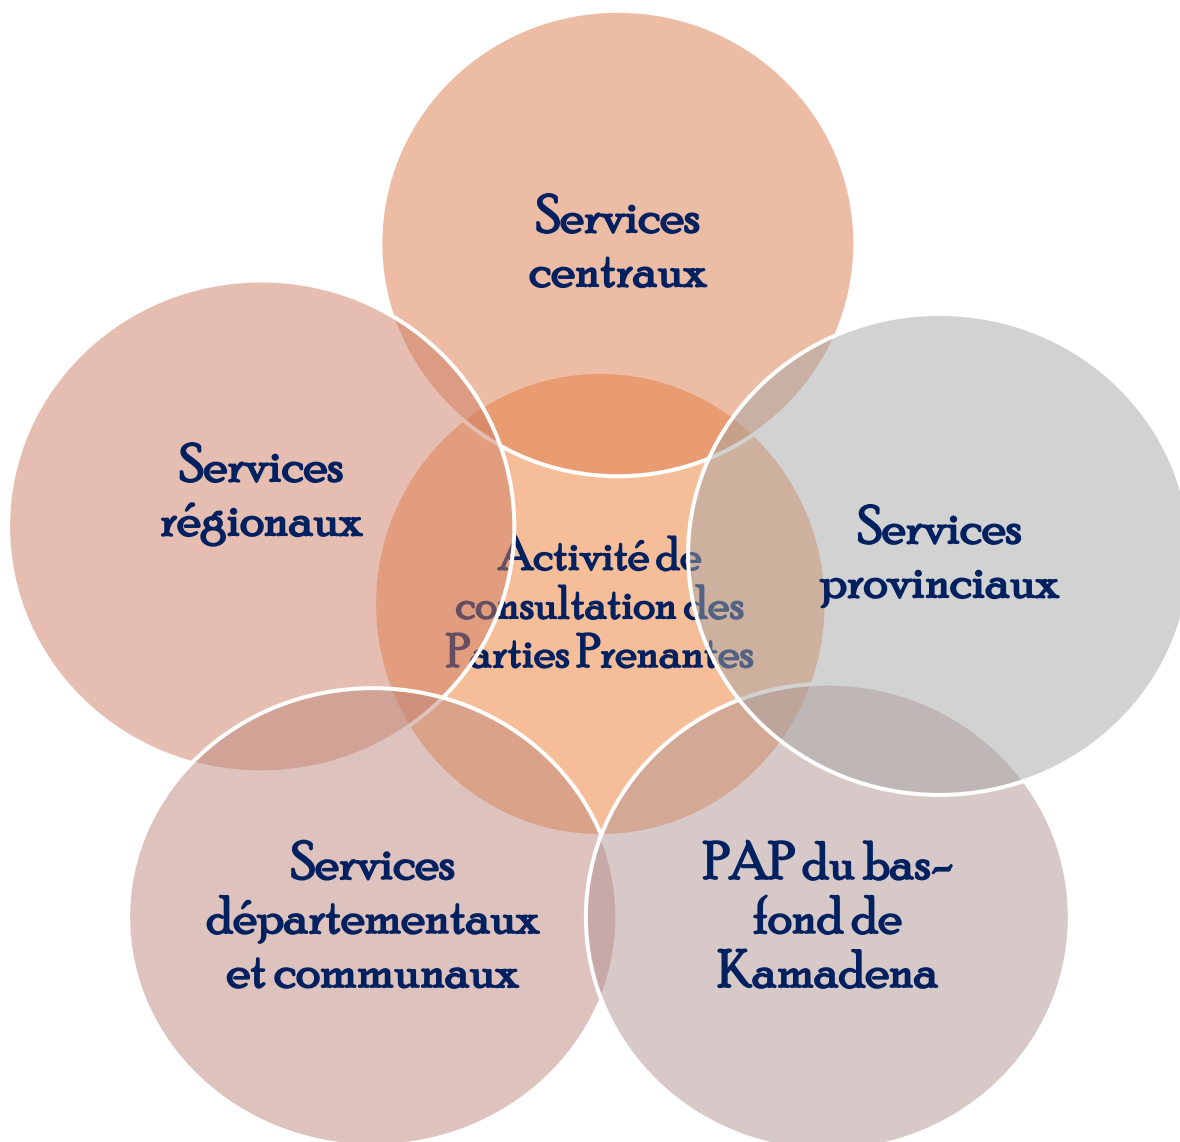 Services
centraux
Services
régionaux
Services
provinciaux
Activité de
consultation des
Parties Prenantes
Services
départementaux
et communaux
PAP du bas-
fond de
Kamadena